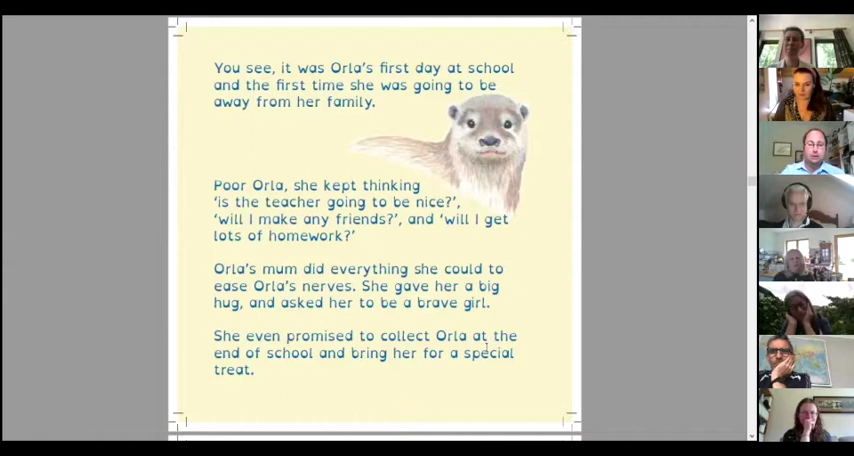 You see, it was Orla's first day at school
and the first time she was going to be
away from her family.
Poor Orla, she kept thinking
'is the teacher going to be nice?',
'will I make any friends?', and 'will I get
lots of homework?'
Orla's mum did everything she could to
ease Orla's nerves. She gave her a big
hug, and asked her to be a brave girl.
She even promised to collect Orla at the
end of school and bring her for a special
treat.